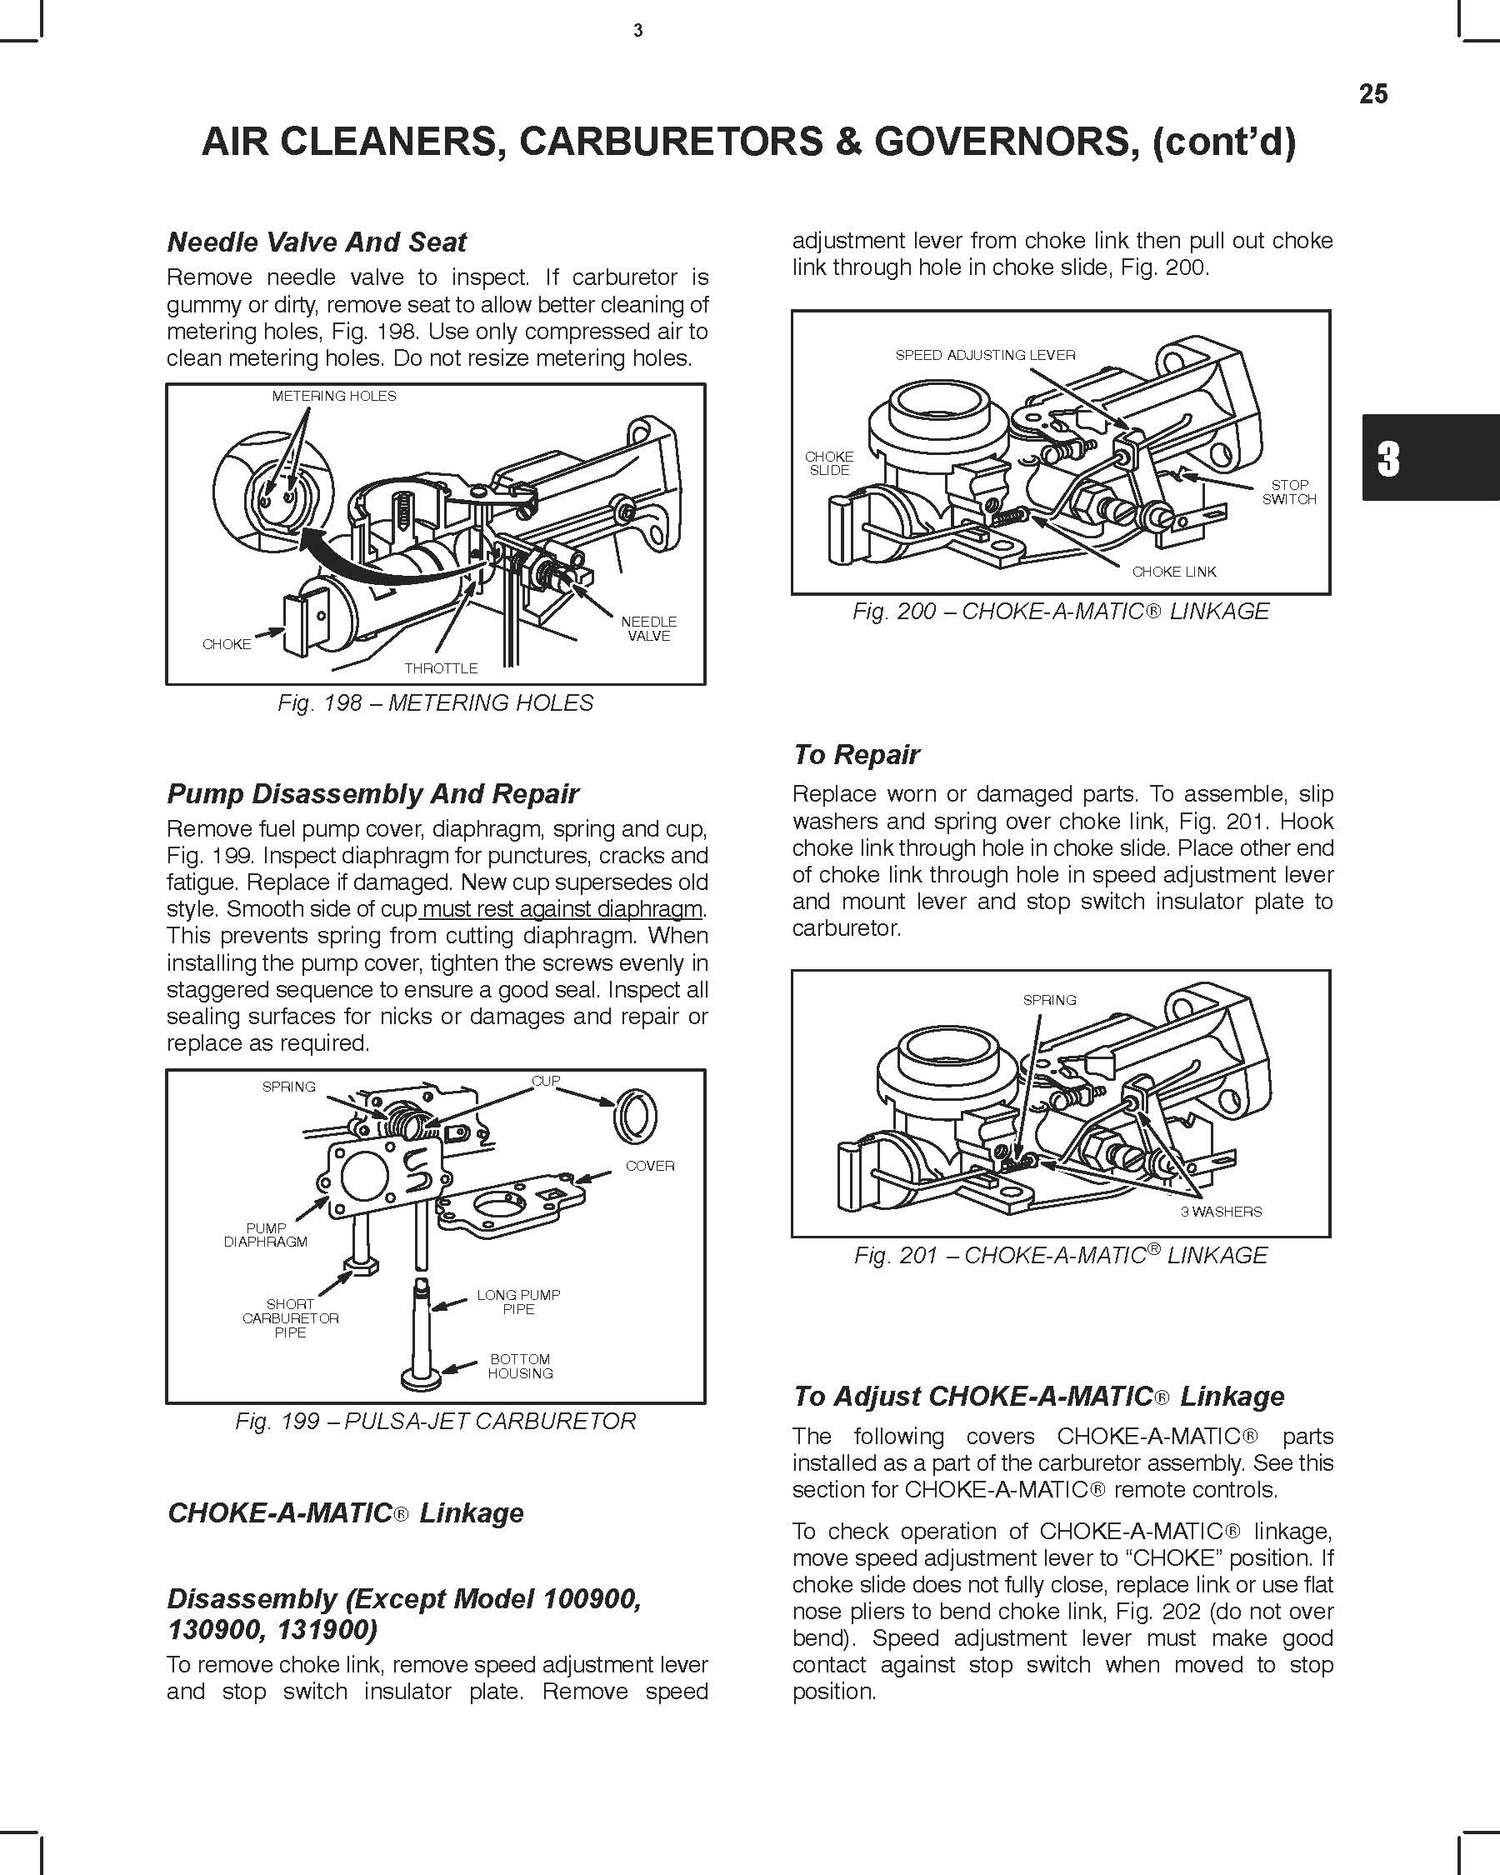 3
25
AIR CLEANERS, CARBURETORS & GOVERNORS, (cont’d)
Needle Valve And Seat
Remove needle valve to inspect. If carburetor is
gummy or dirty, remove seat to allow better cleaning of
metering holes, Fig. 198. Use only compressed air to
clean metering holes. Do not resize metering holes.
METERING HOLES
NEEDLE
VALVE
CHOKE
THROTTLE
Fig. 198 – METERING HOLES
Pump Disassembly And Repair
Remove fuel pump cover, diaphragm, spring and cup,
Fig. 199. Inspect diaphragm for punctures, cracks and
fatigue. Replace if damaged. New cup supersedes old
style. Smooth side of cup must rest against diaphragm.
This prevents spring from cutting diaphragm. When
installing the pump cover, tighten the screws evenly in
staggered sequence to ensure a good seal. Inspect all
sealing surfaces for nicks or damages and repair or
replace as required.
SPRING
CUP
COVER
PUMP
DIAPHRAGM
SHORT
CARBURETOR
PIPE
LONG PUMP
PIPE
BOTTOM
HOUSING
Fig. 199 – PULSA-JET CARBURETOR
CHOKE-A-MATIC® Linkage
Disassembly (Except Model 100900,
130900, 131900)
To remove choke link, remove speed adjustment lever
and stop switch insulator plate. Remove speed
adjustment lever from choke link then pull out choke
link through hole in choke slide, Fig. 200.
SPEED ADJUSTING LEVER
CHOKE
SLIDE
STOP
SWITCH
CHOKE LINK
Fig. 200 – CHOKE-A-MATIC® LINKAGE
3
To Repair
Replace worn or damaged parts. To assemble, slip
washers and spring over choke link, Fig. 201. Hook
choke link through hole in choke slide. Place other end
of choke link through hole in speed adjustment lever
and mount lever and stop switch insulator plate to
carburetor.
SPRING
3 WASHERS
Fig. 201 – CHOKE-A-MATIC® LINKAGE
To Adjust CHOKE-A-MATIC® Linkage
The following covers CHOKE-A-MATIC® parts
installed as a part of the carburetor assembly. See this
section for CHOKE-A-MATIC® remote controls.
To check operation of CHOKE-A-MATIC® linkage,
move speed adjustment lever to “CHOKE” position. If
choke slide does not fully close, replace link or use flat
nose pliers to bend choke link, Fig. 202 (do not over
bend). Speed adjustment lever must make good
contact against stop switch when moved to stop
position.